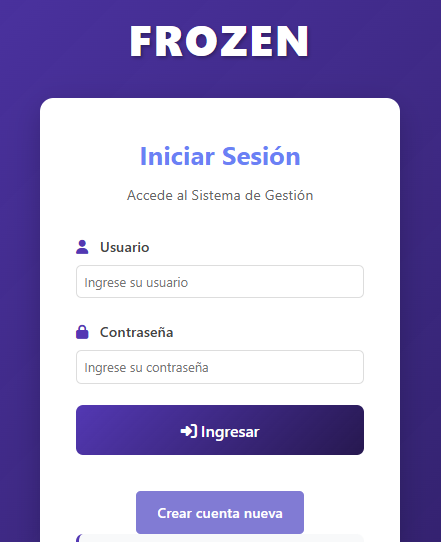 FROZEN
Iniciar Sesión
Accede al Sistema de Gestión
Usuario
Ingrese su usuario
Contraseña
Ingrese su contraseña
Ingresar
Crear cuenta nueva